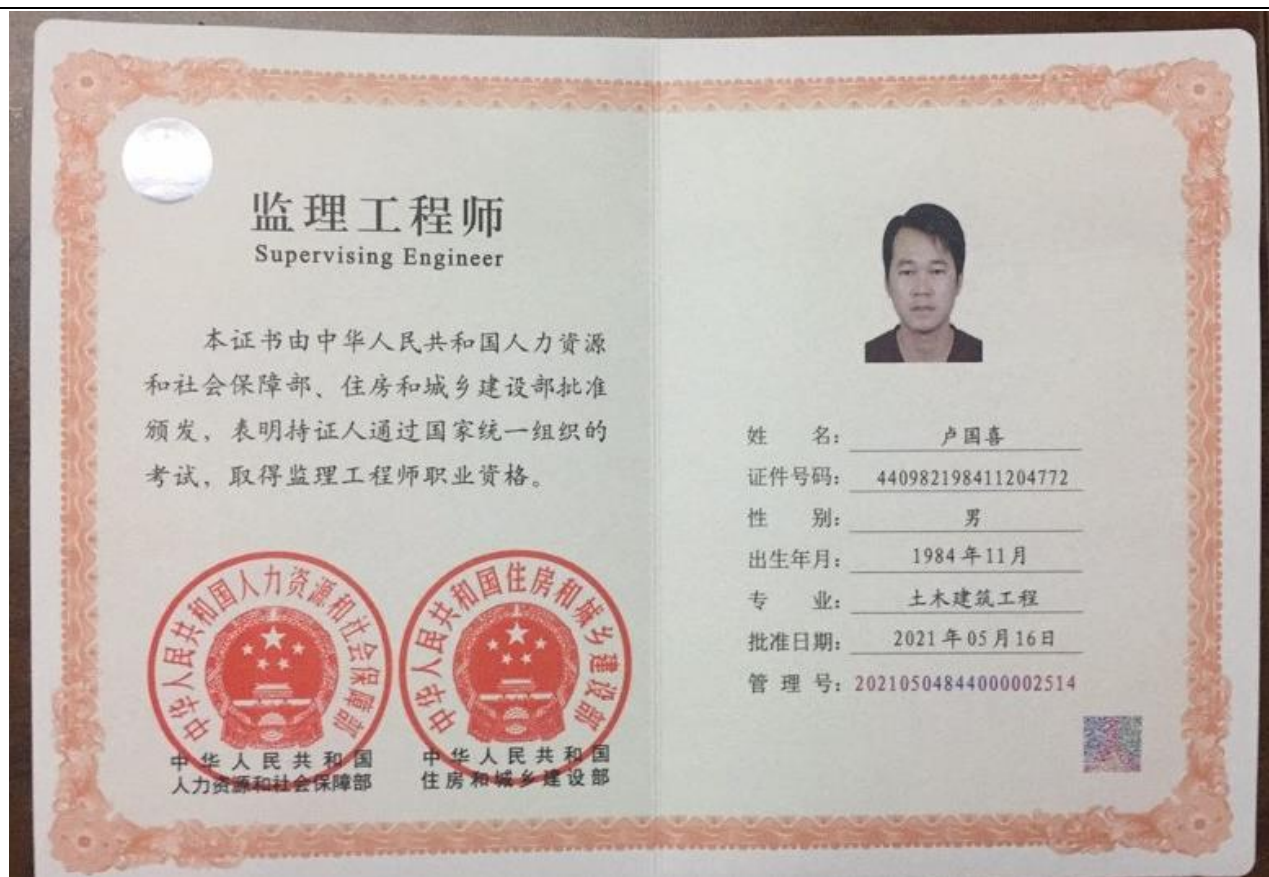 监理工程师
Supervising Engineer
本证书由中华人民共和国人力资源
和社会保障部、住房和城乡建设部批准
颁发，表明持证人通过国家统一组织的
考试，取得监理工程师职业资格。
中华人民共和国人力资源和社会保障部
中华人民共和国
人力资源和社会保障部
中华人民共和国住房和城乡建设部
中华人民共和国
住房和城乡建设部
姓 名： 卢国喜
证件号码： 440982198411204772
性 别： 男
出生年月： 1984年11月
专 业： 土木建筑工程
批准日期： 2021年05月16日
管 理 号：20210504844000002514